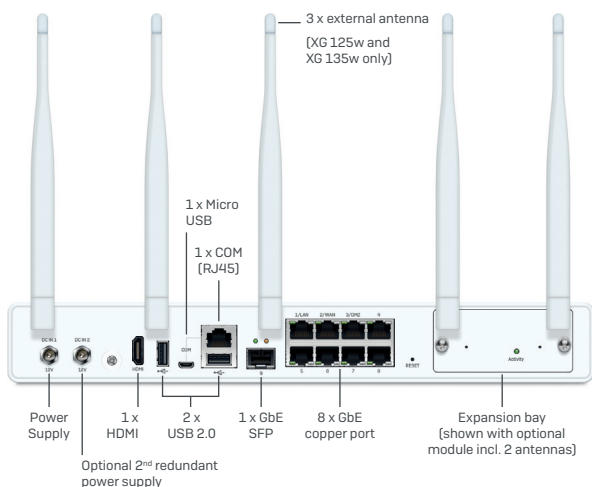 3 x external antenna
(XG 125w and
XG 135w only)
1 x Micro
USB
1 x COM
(RJ45)
1/LAN 2/WAN 3/DMZ 4
DC IN 1 DC IN 2
COM
12V 12V
HDMI
5 6 7 8
RESET
Activity
Power
Supply
1 x
HDMI
2 x
USB 2.0
1 x GbE
SFP
8 x GbE
copper port
Expansion bay
(shown with optional
module incl. 2 antennas)
Optional 2nd redundant
power supply